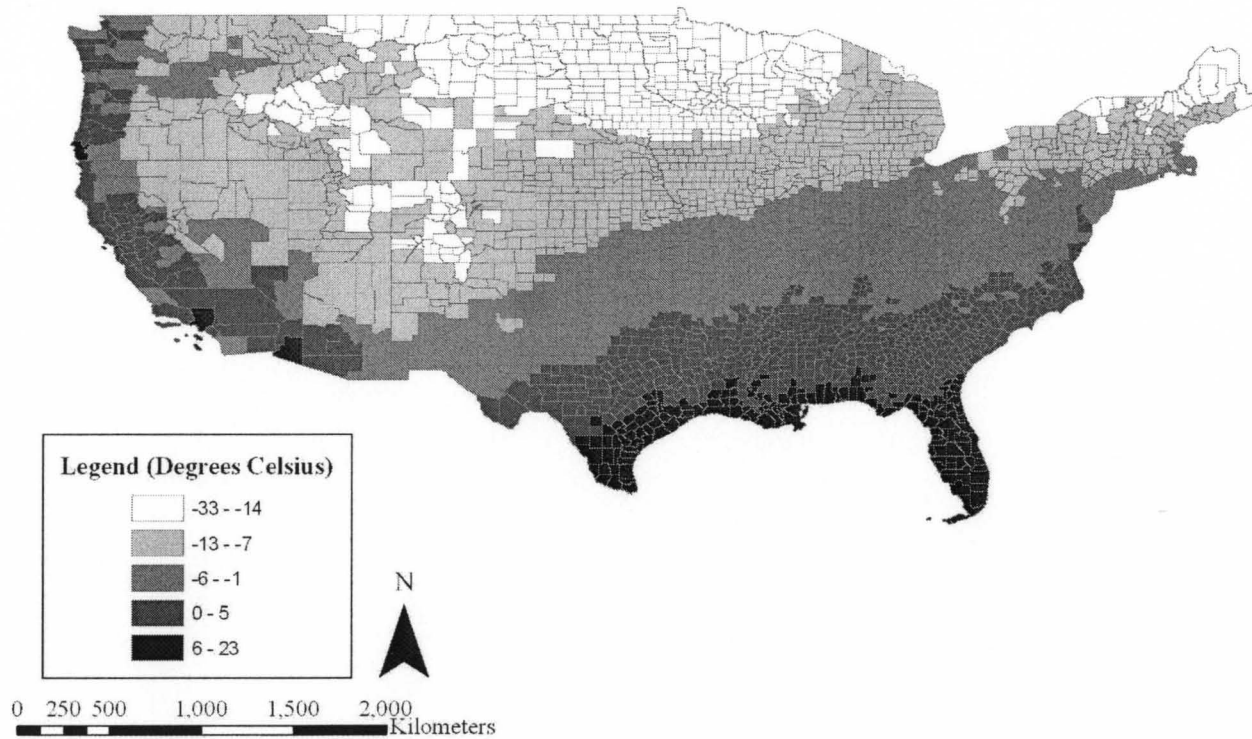 Legend (Degrees Celsius)
-33 - -14
-13 - -7
-6 - -1
0 - 5
6 - 23
N
0 250 500 1,000 1,500 2,000
Kilometers